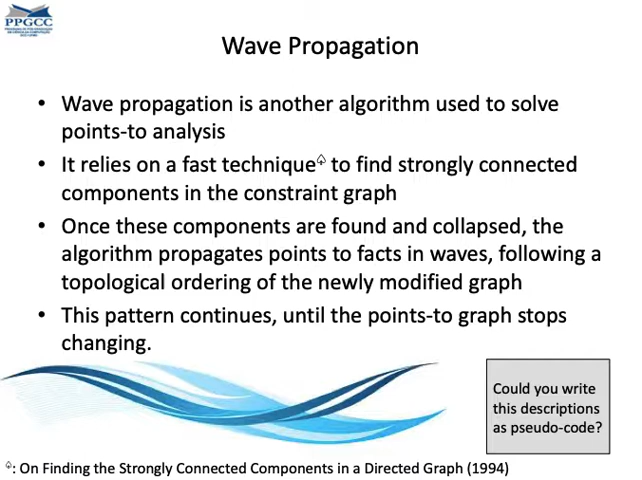 PPGCC
Wave Propagation
• Wave propagation is another algorithm used to solve
points-to analysis
• It relies on a fast technique♤ to find strongly connected
components in the constraint graph
• Once these components are found and collapsed, the
algorithm propagates points to facts in waves, following a
topological ordering of the newly modified graph
• This pattern continues, until the points-to graph stops
changing.
Could you write
this descriptions
as pseudo-code?
♤: On Finding the Strongly Connected Components in a Directed Graph (1994)